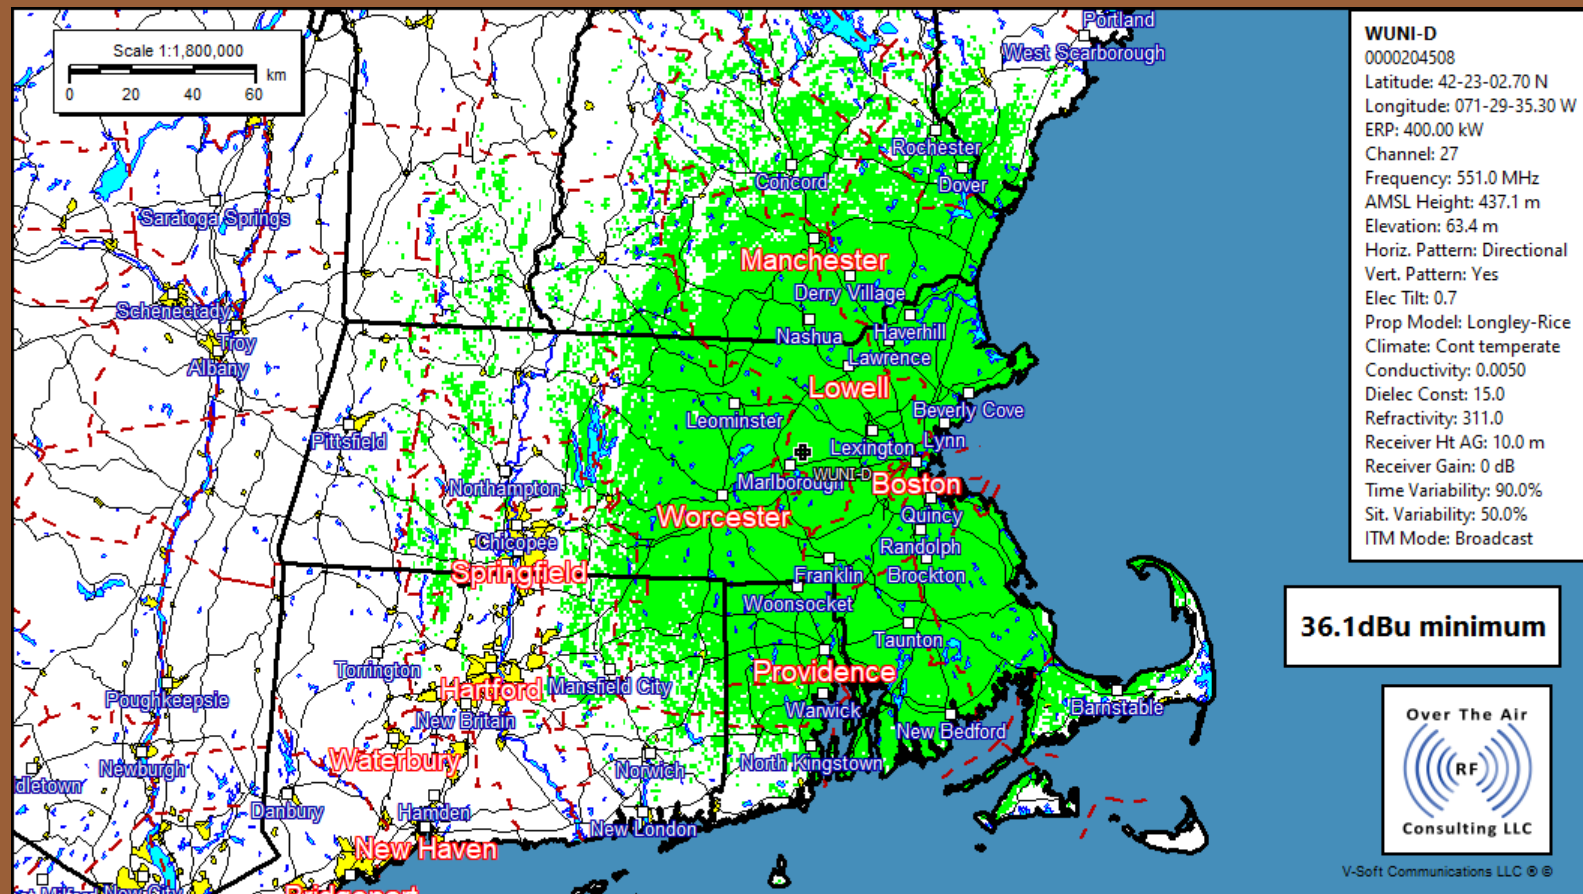 Scale 1:1,800,000
km
0 20 40 60
Portland
West Scarborough
Rochester
Concord
Dover
Saratoga Springs
Manchester
Derry Village
Schenectady
Nashua
Haverhill
Troy
Lawrence
Albany
Lowell
Leominster
Beverly Cove
Pittsfield
Lexington
Lynn
WUNI-D
Marlborough
Boston
Northampton
Worcester
Quincy
Chicopee
Randolph
Springfield
Franklin
Brockton
Woonsocket
Taunton
Torrington
Providence
Hartford
Mansfield City
Poughkeepsie
Barnstable
Warwick
New Britain
New Bedford
Waterbury
North Kingstown
Newburgh
Norwich
dletown
Danbury
Hamden
New London
New Haven
New City
Bridgeport
WUNI-D
0000204508
Latitude: 42-23-02.70 N
Longitude: 071-29-35.30 W
ERP: 400.00 kW
Channel: 27
Frequency: 551.0 MHz
AMSL Height: 437.1 m
Elevation: 63.4 m
Horiz. Pattern: Directional
Vert. Pattern: Yes
Elec Tilt: 0.7
Prop Model: Longley-Rice
Climate: Cont temperate
Conductivity: 0.0050
Dielec Const: 15.0
Refractivity: 311.0
Receiver Ht AG: 10.0 m
Receiver Gain: 0 dB
Time Variability: 90.0%
Sit. Variability: 50.0%
ITM Mode: Broadcast
36.1dBu minimum
Over The Air
RF
Consulting LLC
V-Soft Communications LLC ® ©